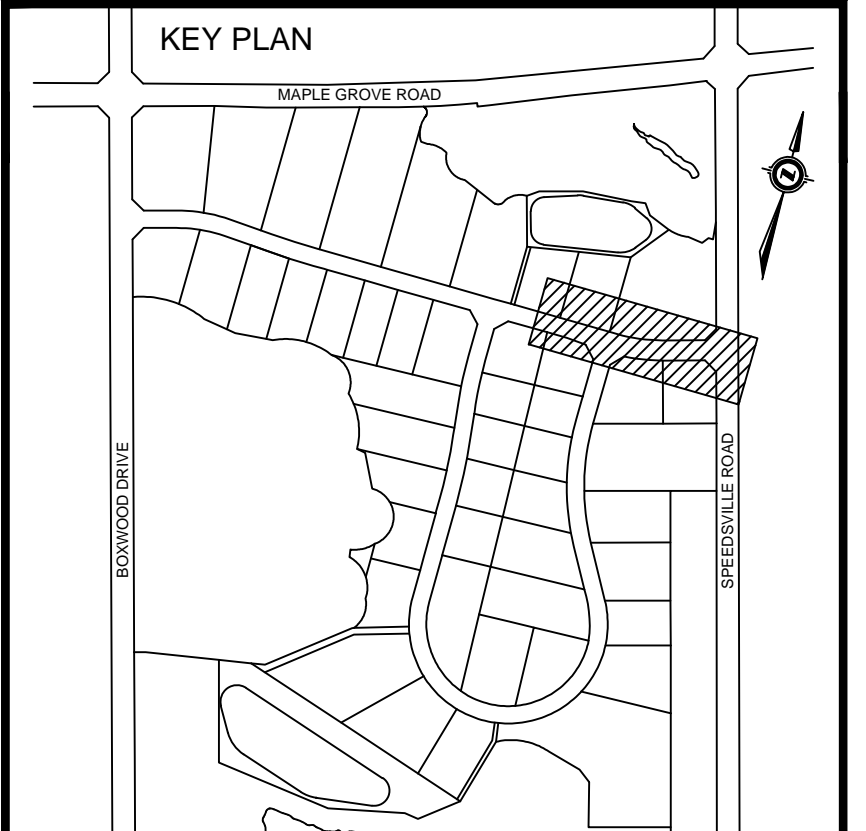 KEY PLAN
MAPLE GROVE ROAD
N
BOXWOOD DRIVE
SPEEDSVILLE ROAD